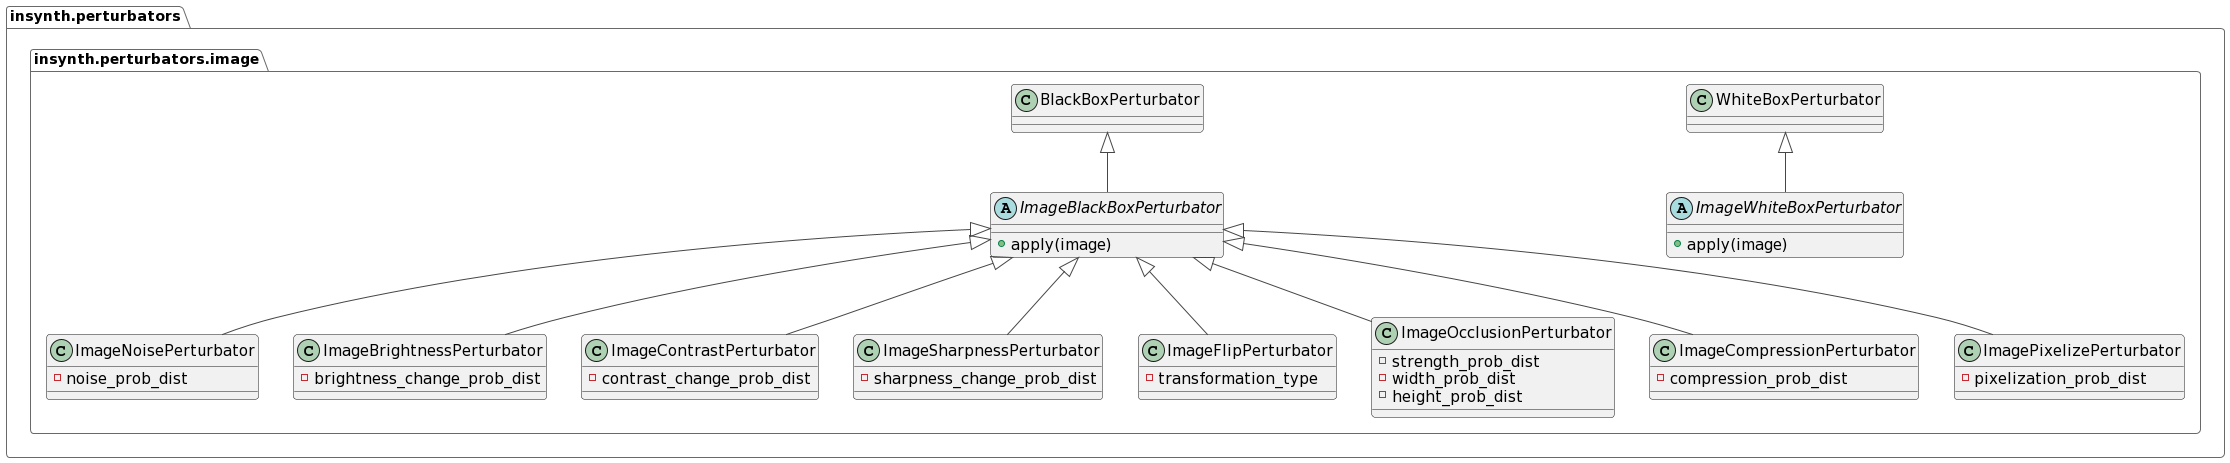 insynth.perturbators
insynth.perturbators.image
C BlackBoxPerturbator
C WhiteBoxPerturbator
A ImageBlackBoxPerturbator
apply(image)
A ImageWhiteBoxPerturbator
apply(image)
C ImageNoisePerturbator
noise_prob_dist
C ImageBrightnessPerturbator
brightness_change_prob_dist
C ImageContrastPerturbator
contrast_change_prob_dist
C ImageSharpnessPerturbator
sharpness_change_prob_dist
C ImageFlipPerturbator
transformation_type
C ImageOcclusionPerturbator
strength_prob_dist
width_prob_dist
height_prob_dist
C ImageCompressionPerturbator
compression_prob_dist
C ImagePixelizePerturbator
pixelization_prob_dist